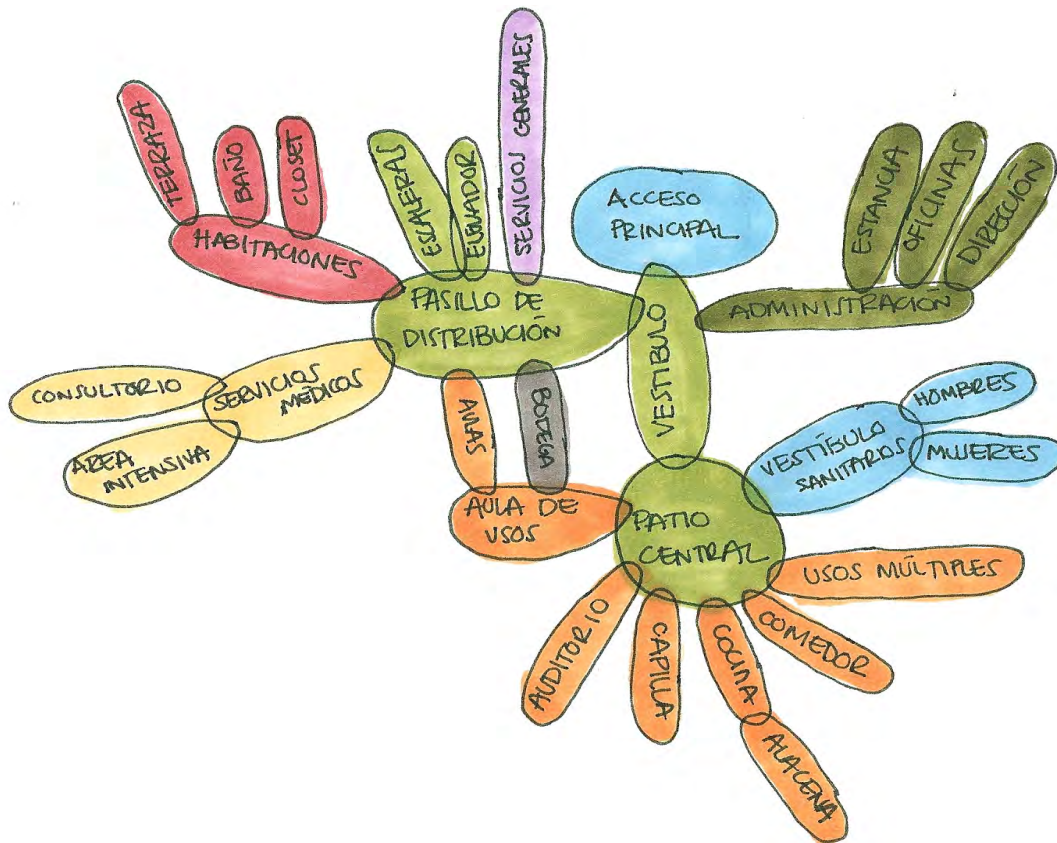 TERRAZA
BAÑO
CLOSET
HABITACIONES
ESCALERAS
ELEVADOR
SERVICIOS GENERALES
ACCESO
PRINCIPAL
ESTANCIA
OFICINAS
DIRECCIÓN
ADMINISTRACION
PASILLO DE
DISTRIBUCIÓN
VESTIBULO
CONSULTORIO
SERVICIOS
MÉDICOS
AREA
INTENSIVA
AULAS
BODEGA
AULA DE
USOS
PATIO
CENTRAL
VESTÍBULO
SANITARIOS
HOMBRES
MUJERES
USOS MÚLTIPLES
COMEDOR
COCINA
ALACENA
CAPILLA
AUDITORIO